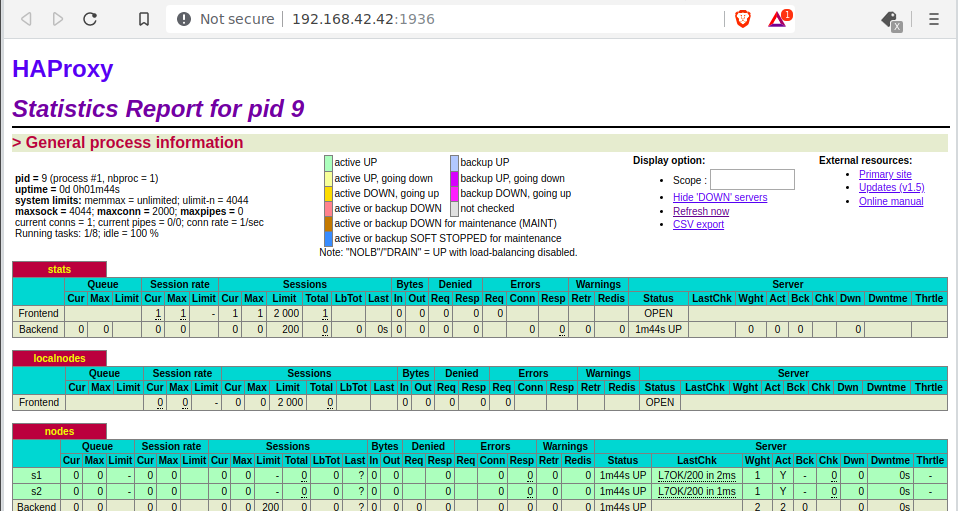 Not secure 192.168.42.42:1936 1 X
HAProxy
Statistics Report for pid 9
> General process information
pid = 9 (process #1, nbproc = 1)
uptime = 0d 0h01m44s
system limits: memmax = unlimited; ulimit-n = 4044
maxsock = 4044; maxconn = 2000; maxpipes = 0
current conns = 1; current pipes = 0/0; conn rate = 1/sec
Running tasks: 1/8; idle = 100 %
active UP backup UP
active UP, going down backup UP, going down
active DOWN, going up backup DOWN, going up
active or backup DOWN not checked
active or backup DOWN for maintenance (MAINT)
active or backup SOFT STOPPED for maintenance
Note: "NOLB"/"DRAIN" = UP with load-balancing disabled.
Display option:
• Scope :
• Hide 'DOWN' servers
• Refresh now
• CSV export
External resources:
• Primary site
• Updates (v1.5)
• Online manual
stats
Queue Session rate Sessions Bytes Denied Errors Warnings Server
Cur Max Limit Cur Max Limit Cur Max Limit Total LbTot Last In Out Req Resp Req Conn Resp Retr Redis Status LastChk Wght Act Bck Chk Dwn Dwntme Thrtle
Frontend 1 1 - 1 1 2 000 1 0 0 0 0 0 OPEN
Backend 0 0 0 0 0 0 200 0 0 0s 0 0 0 0 0 0 0 0 1m44s UP 0 0 0 0
localnodes
Queue Session rate Sessions Bytes Denied Errors Warnings Server
Cur Max Limit Cur Max Limit Cur Max Limit Total LbTot Last In Out Req Resp Req Conn Resp Retr Redis Status LastChk Wght Act Bck Chk Dwn Dwntme Thrtle
Frontend 0 0 - 0 0 2 000 0 0 0 0 0 0 OPEN
nodes
Queue Session rate Sessions Bytes Denied Errors Warnings Server
Cur Max Limit Cur Max Limit Cur Max Limit Total LbTot Last In Out Req Resp Req Conn Resp Retr Redis Status LastChk Wght Act Bck Chk Dwn Dwntme Thrtle
s1 0 0 - 0 0 0 0 - 0 0 ? 0 0 0 0 0 0 0 1m44s UP L7OK/200 in 2ms 1 Y - 0 0 0s -
s2 0 0 - 0 0 0 0 - 0 0 ? 0 0 0 0 0 0 0 1m44s UP L7OK/200 in 1ms 1 Y - 0 0 0s -
Backend 0 0 0 0 0 0 200 0 0 ? 0 0 0 0 0 0 0 0 1m44s UP 2 2 0 0 0s